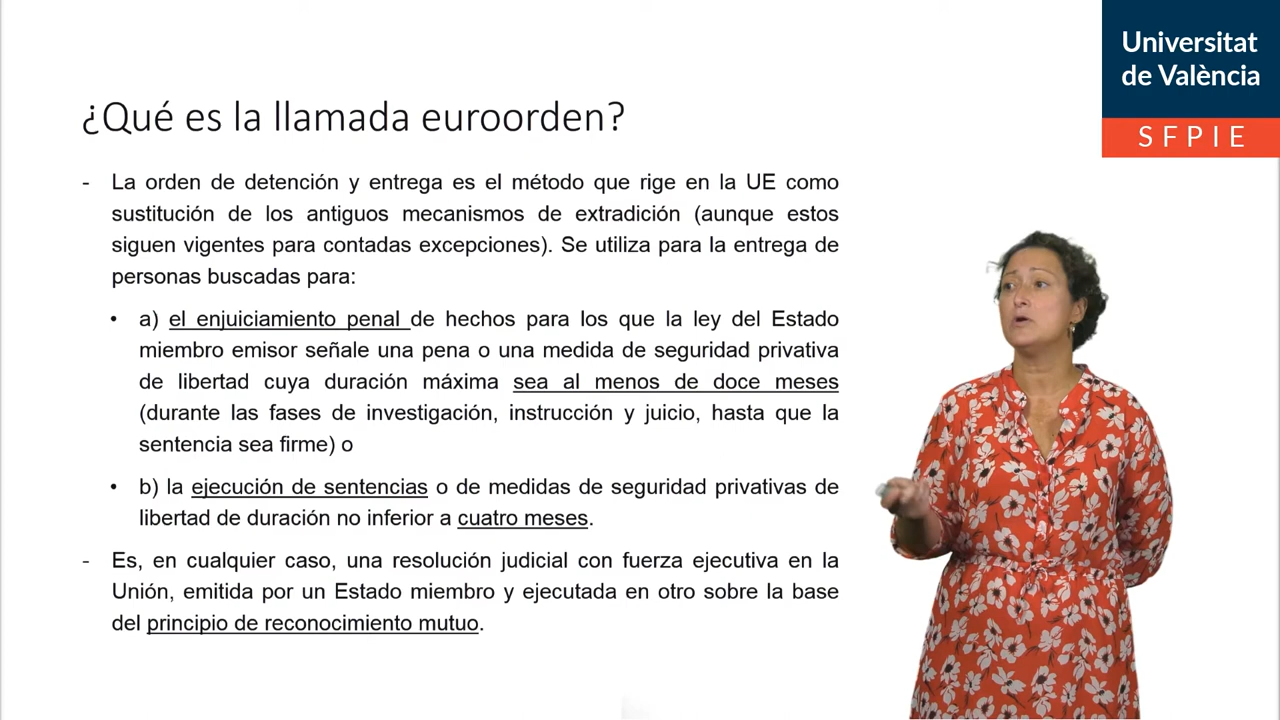 Universitat
de València
SFPIE
¿Qué es la llamada euroorden?
- La orden de detención y entrega es el método que rige en la UE como
sustitución de los antiguos mecanismos de extradición (aunque estos
siguen vigentes para contadas excepciones). Se utiliza para la entrega de
personas buscadas para:
• a) el enjuiciamiento penal de hechos para los que la ley del Estado
miembro emisor señale una pena o una medida de seguridad privativa
de libertad cuya duración máxima sea al menos de doce meses
(durante las fases de investigación, instrucción y juicio, hasta que la
sentencia sea firme) o
• b) la ejecución de sentencias o de medidas de seguridad privativas de
libertad de duración no inferior a cuatro meses.
- Es, en cualquier caso, una resolución judicial con fuerza ejecutiva en la
Unión, emitida por un Estado miembro y ejecutada en otro sobre la base
del principio de reconocimiento mutuo.